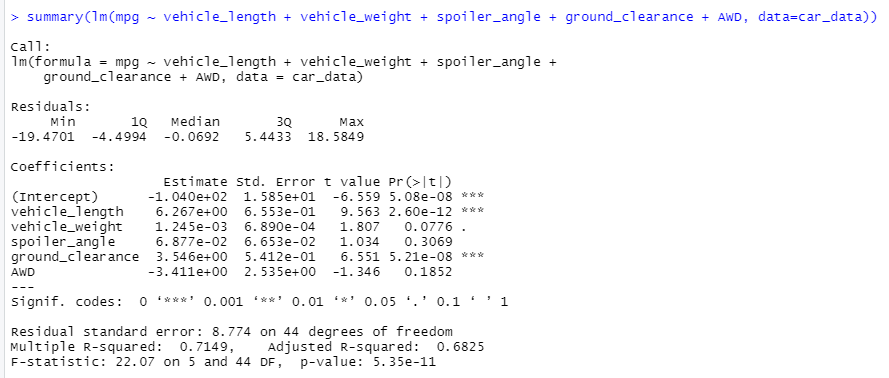 > summary(lm(mpg ~ vehicle_length + vehicle_weight + spoiler_angle + ground_clearance + AWD, data=car_data))
Call:
lm(formula = mpg ~ vehicle_length + vehicle_weight + spoiler_angle +
    ground_clearance + AWD, data = car_data)
Residuals:
     Min       1Q   Median       3Q      Max
-19.4701  -4.4994  -0.0692   5.4433  18.5849
Coefficients:
                   Estimate Std. Error t value Pr(>|t|)
(Intercept)      -1.040e+02  1.585e+01  -6.559 5.08e-08 ***
vehicle_length    6.267e+00  6.553e-01   9.563 2.60e-12 ***
vehicle_weight    1.245e-03  6.890e-04   1.807   0.0776 .
spoiler_angle     6.877e-02  6.653e-02   1.034   0.3069
ground_clearance  3.546e+00  5.412e-01   6.551 5.21e-08 ***
AWD              -3.411e+00  2.535e+00  -1.346   0.1852
---
Signif. codes:  0 ‘***’ 0.001 ‘**’ 0.01 ‘*’ 0.05 ‘.’ 0.1 ‘ ’ 1
Residual standard error: 8.774 on 44 degrees of freedom
Multiple R-squared:  0.7149,    Adjusted R-squared:  0.6825
F-statistic: 22.07 on 5 and 44 DF,  p-value: 5.35e-11